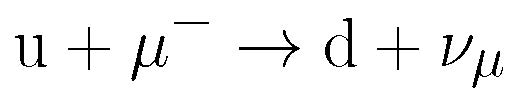 u + μ⁻ → d + ν_μ